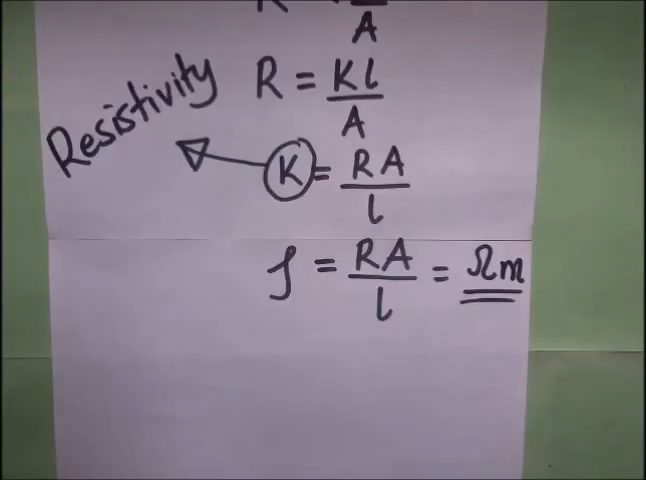 A
R = Kl / A
Resistivity
K = RA / l
ρ = RA / l = Ωm